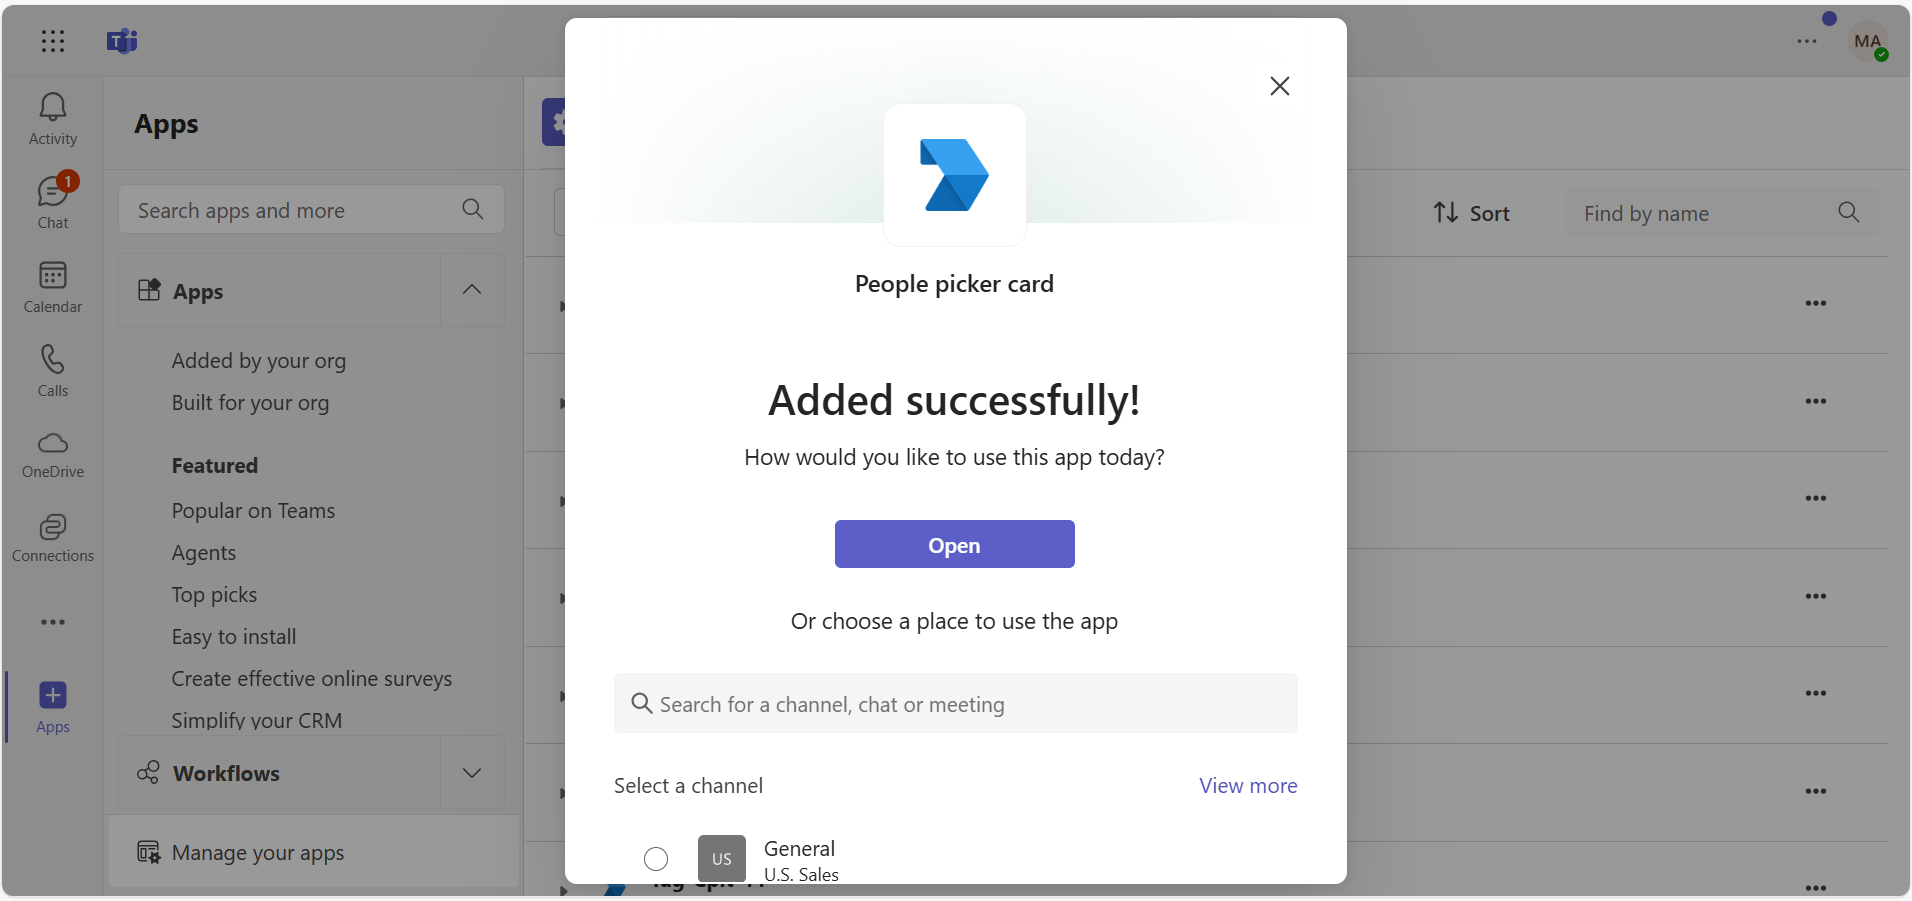 T
MA
Activity
1
Chat
Calendar
Calls
OneDrive
Connections
Apps
Apps
Search apps and more
Apps
Added by your org
Built for your org
Featured
Popular on Teams
Agents
Top picks
Easy to install
Create effective online surveys
Simplify your CRM
Workflows
Manage your apps
Sort
Find by name
People picker card
Added successfully!
How would you like to use this app today?
Open
Or choose a place to use the app
Search for a channel, chat or meeting
Select a channel
View more
US
General
U.S. Sales